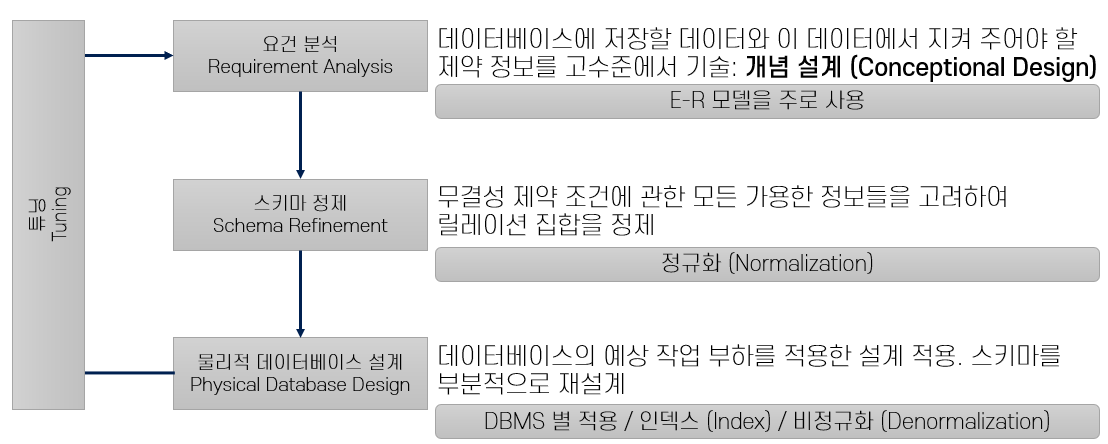 튜닝
Tuning
요건 분석
Requirement Analysis
데이터베이스에 저장할 데이터와 이 데이터에서 지켜 주어야 할
제약 정보를 고수준에서 기술: 개념 설계 (Conceptional Design)
E-R 모델을 주로 사용
스키마 정제
Schema Refinement
무결성 제약 조건에 관한 모든 가용한 정보들을 고려하여
릴레이션 집합을 정제
정규화 (Normalization)
물리적 데이터베이스 설계
Physical Database Design
데이터베이스의 예상 작업 부하를 적용한 설계 적용. 스키마를
부분적으로 재설계
DBMS 별 적용 / 인덱스 (Index) / 비정규화 (Denormalization)